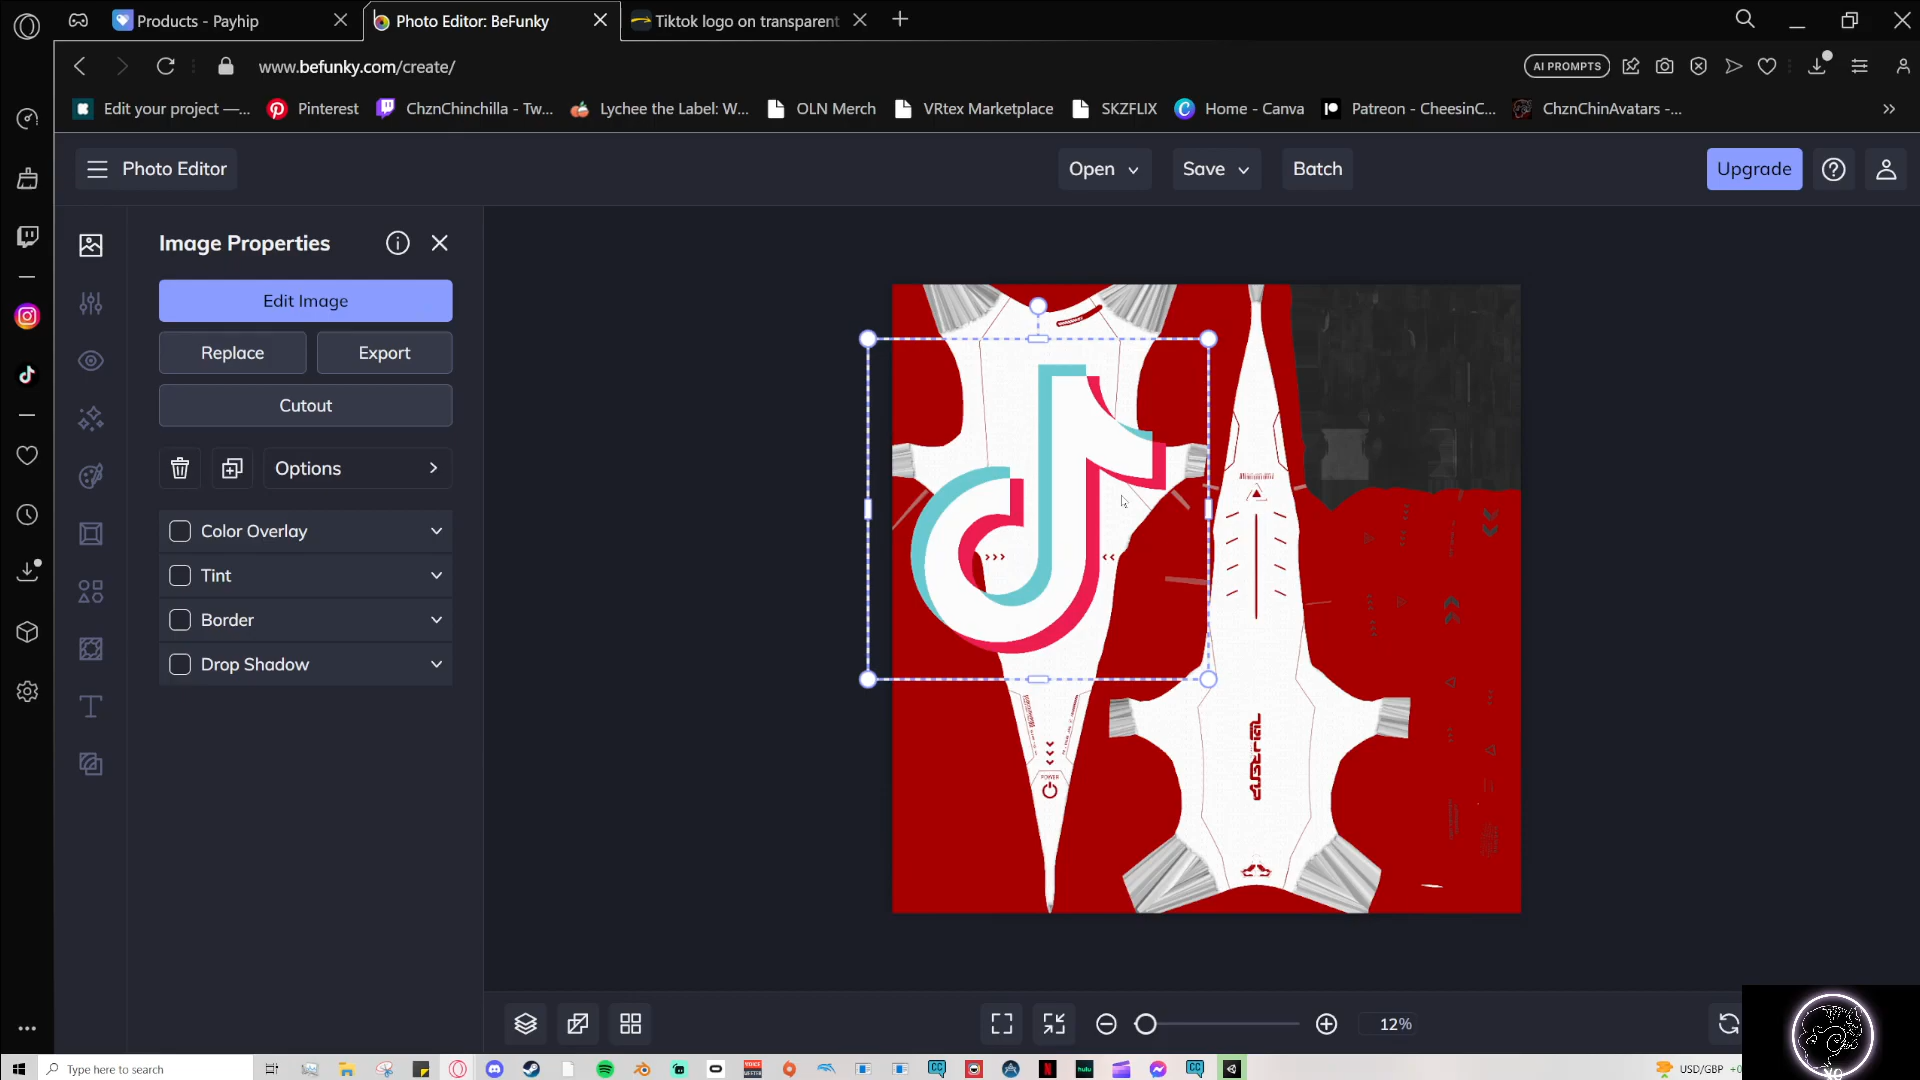 Products - Payhip
Photo Editor: BeFunky
Tiktok logo on transparent
www.befunky.com/create/
AI PROMPTS
Edit your project —...
Pinterest
ChznChinchilla - Tw...
Lychee the Label: W...
OLN Merch
VRtex Marketplace
SKZFLIX
Home - Canva
Patreon - CheesinC...
ChznChinAvatars -...
Photo Editor
Open
Save
Batch
Upgrade
Image Properties
Edit Image
Replace
Export
Cutout
Options
Color Overlay
Tint
Border
Drop Shadow
POWER
12%
Type here to search
hulu
USD/GBP